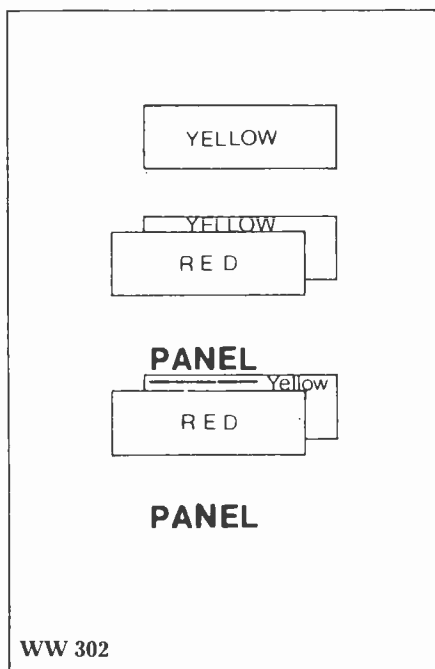 YELLOW
YELLOW
RED
PANEL
Yellow
RED
PANEL
WW 302